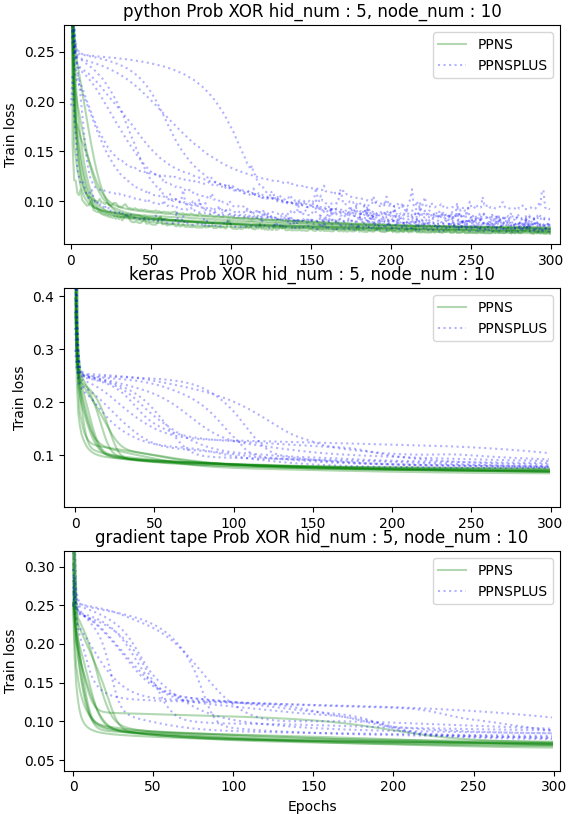 python Prob XOR hid_num : 5, node_num : 10
0.25
0.20
0.15
0.10
Train loss
PPNS
PPNSPLUS
0 50 100 150 200 250 300
keras Prob XOR hid_num : 5, node_num : 10
0.4
0.3
0.2
0.1
Train loss
PPNS
PPNSPLUS
0 50 100 150 200 250 300
gradient tape Prob XOR hid_num : 5, node_num : 10
0.30
0.25
0.20
0.15
0.10
0.05
Train loss
PPNS
PPNSPLUS
0 50 100 150 200 250 300
Epochs